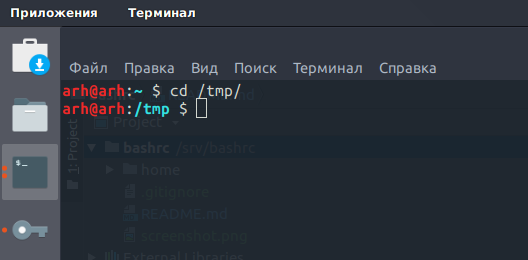 Приложения Терминал
Файл Правка Вид Поиск Терминал Справка
arh@arh:~ $ cd /tmp/
arh@arh:/tmp $
Project
1: Project
bashrc /srv/bashrc
home
.gitignore
README.md
screenshot.png
External Libraries
$_